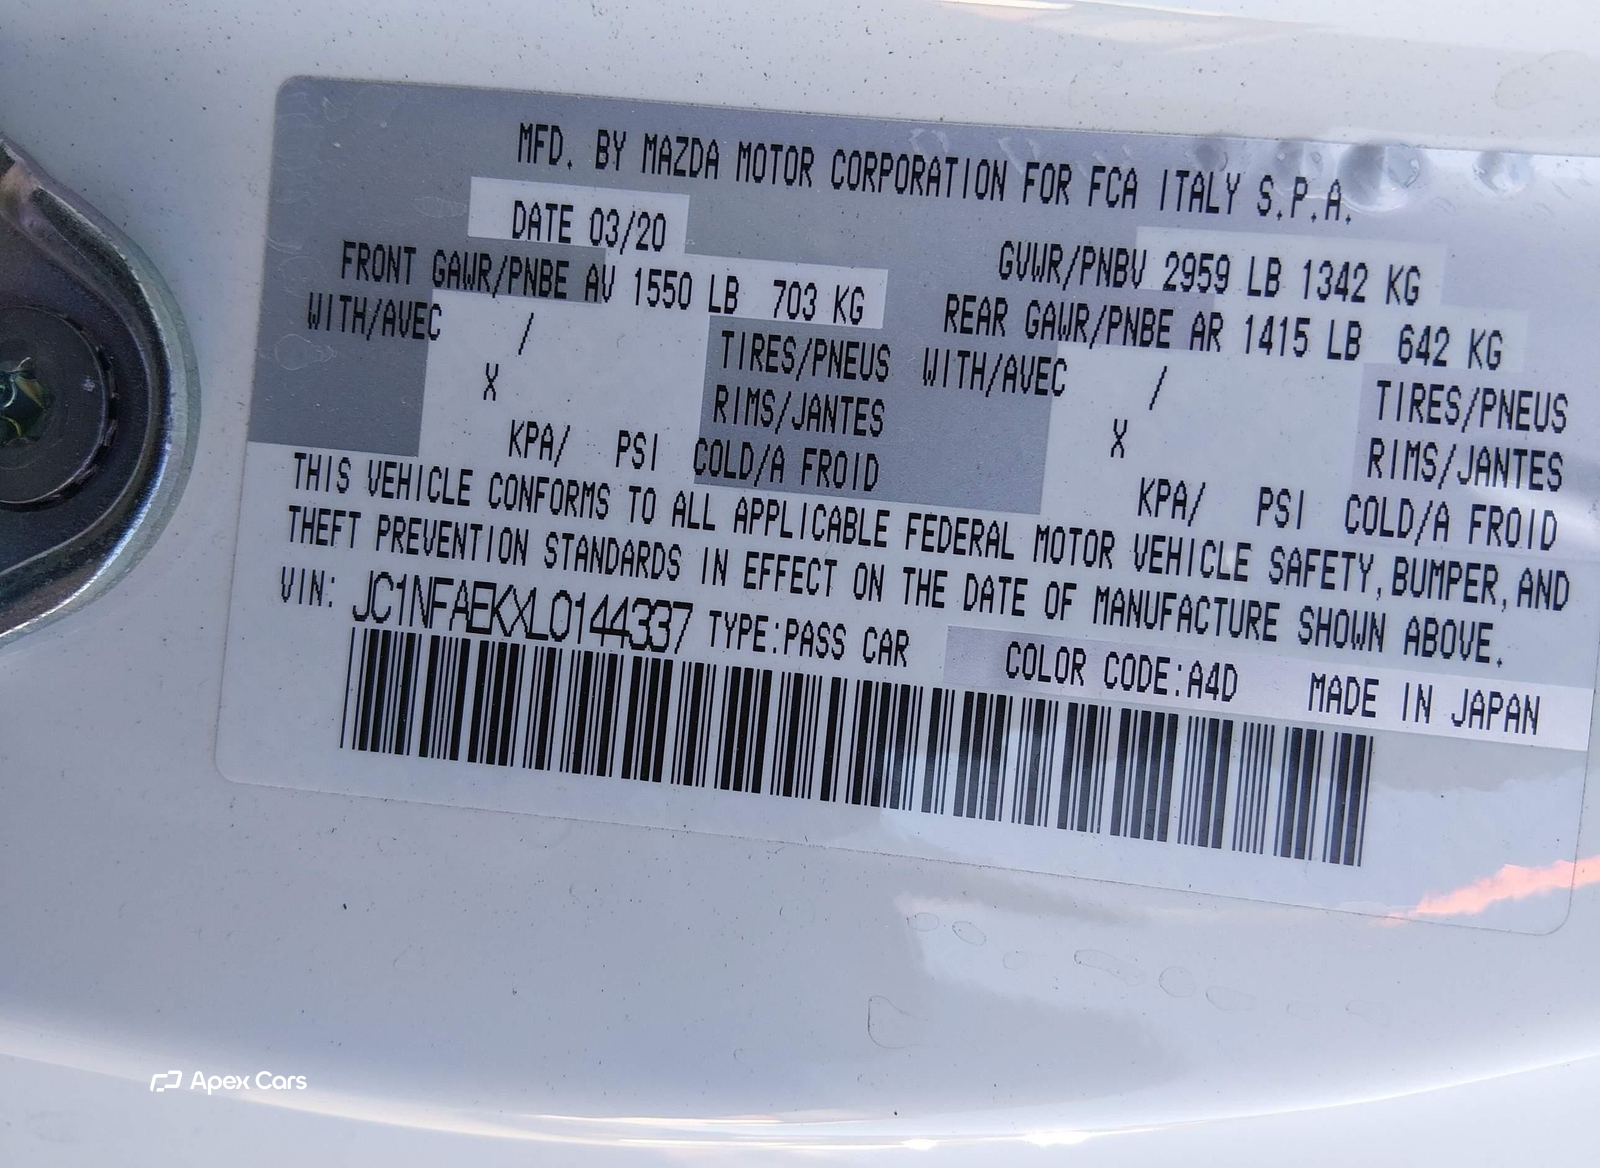 MFD. BY MAZDA MOTOR CORPORATION FOR FCA ITALY S.P.A.
DATE 03/20 GVWR/PNBV 2959 LB 1342 KG
FRONT GAWR/PNBE AV 1550 LB 703 KG REAR GAWR/PNBE AR 1415 LB 642 KG
WITH/AVEC / TIRES/PNEUS WITH/AVEC / TIRES/PNEUS
X RIMS/JANTES X RIMS/JANTES
KPA/ PSI COLD/A FROID KPA/ PSI COLD/A FROID
THIS VEHICLE CONFORMS TO ALL APPLICABLE FEDERAL MOTOR VEHICLE SAFETY, BUMPER, AND
THEFT PREVENTION STANDARDS IN EFFECT ON THE DATE OF MANUFACTURE SHOWN ABOVE.
VIN: JC1NFAEKXL0144337 TYPE:PASS CAR COLOR CODE:A4D MADE IN JAPAN
Apex Cars